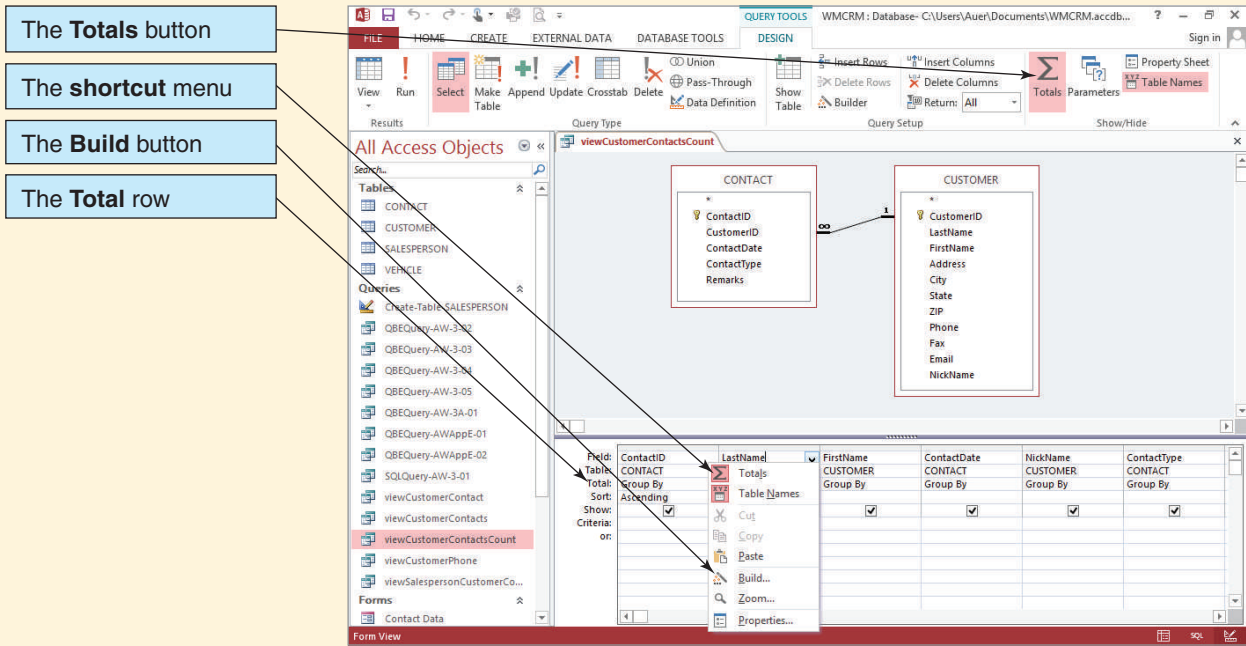 The Totals button
The shortcut menu
The Build button
The Total row
QUERY TOOLS
WMCRM : Database- C:\Users\Auer\Documents\WMCRM.accdb...
?
FILE HOME CREATE EXTERNAL DATA DATABASE TOOLS DESIGN
Sign in
View
Run
Select
Make Table
Append
Update
Crosstab
Delete
Union
Pass-Through
Data Definition
Show Table
Insert Rows
Delete Rows
Builder
Insert Columns
Delete Columns
Return: All
Totals
Parameters
Property Sheet
Table Names
Results
Query Type
Query Setup
Show/Hide
All Access Objects
Search...
Tables
CONTACT
CUSTOMER
SALESPERSON
VEHICLE
Queries
Create-Table-SALESPERSON
QBEQuery-AW-3-02
QBEQuery-AW-3-03
QBEQuery-AW-3-04
QBEQuery-AW-3-05
QBEQuery-AW-3A-01
QBEQuery-AWAppE-01
QBEQuery-AWAppE-02
SQLQuery-AW-3-01
viewCustomerContact
viewCustomerContacts
viewCustomerContactsCount
viewCustomerPhone
viewSalespersonCustomerCo...
Forms
Contact Data
viewCustomerContactsCount
CONTACT
*
ContactID
CustomerID
ContactDate
ContactType
Remarks
∞
1
CUSTOMER
*
CustomerID
LastName
FirstName
Address
City
State
ZIP
Phone
Fax
Email
NickName
Field: ContactID LastName FirstName ContactDate NickName ContactType
Table: CONTACT CUSTOMER CONTACT CUSTOMER CONTACT
Total: Group By Group By Group By Group By Group By
Sort: Ascending
Show:
Criteria:
or:
Totals
Table Names
Cut
Copy
Paste
Build...
Zoom...
Properties...
Form View
SQL